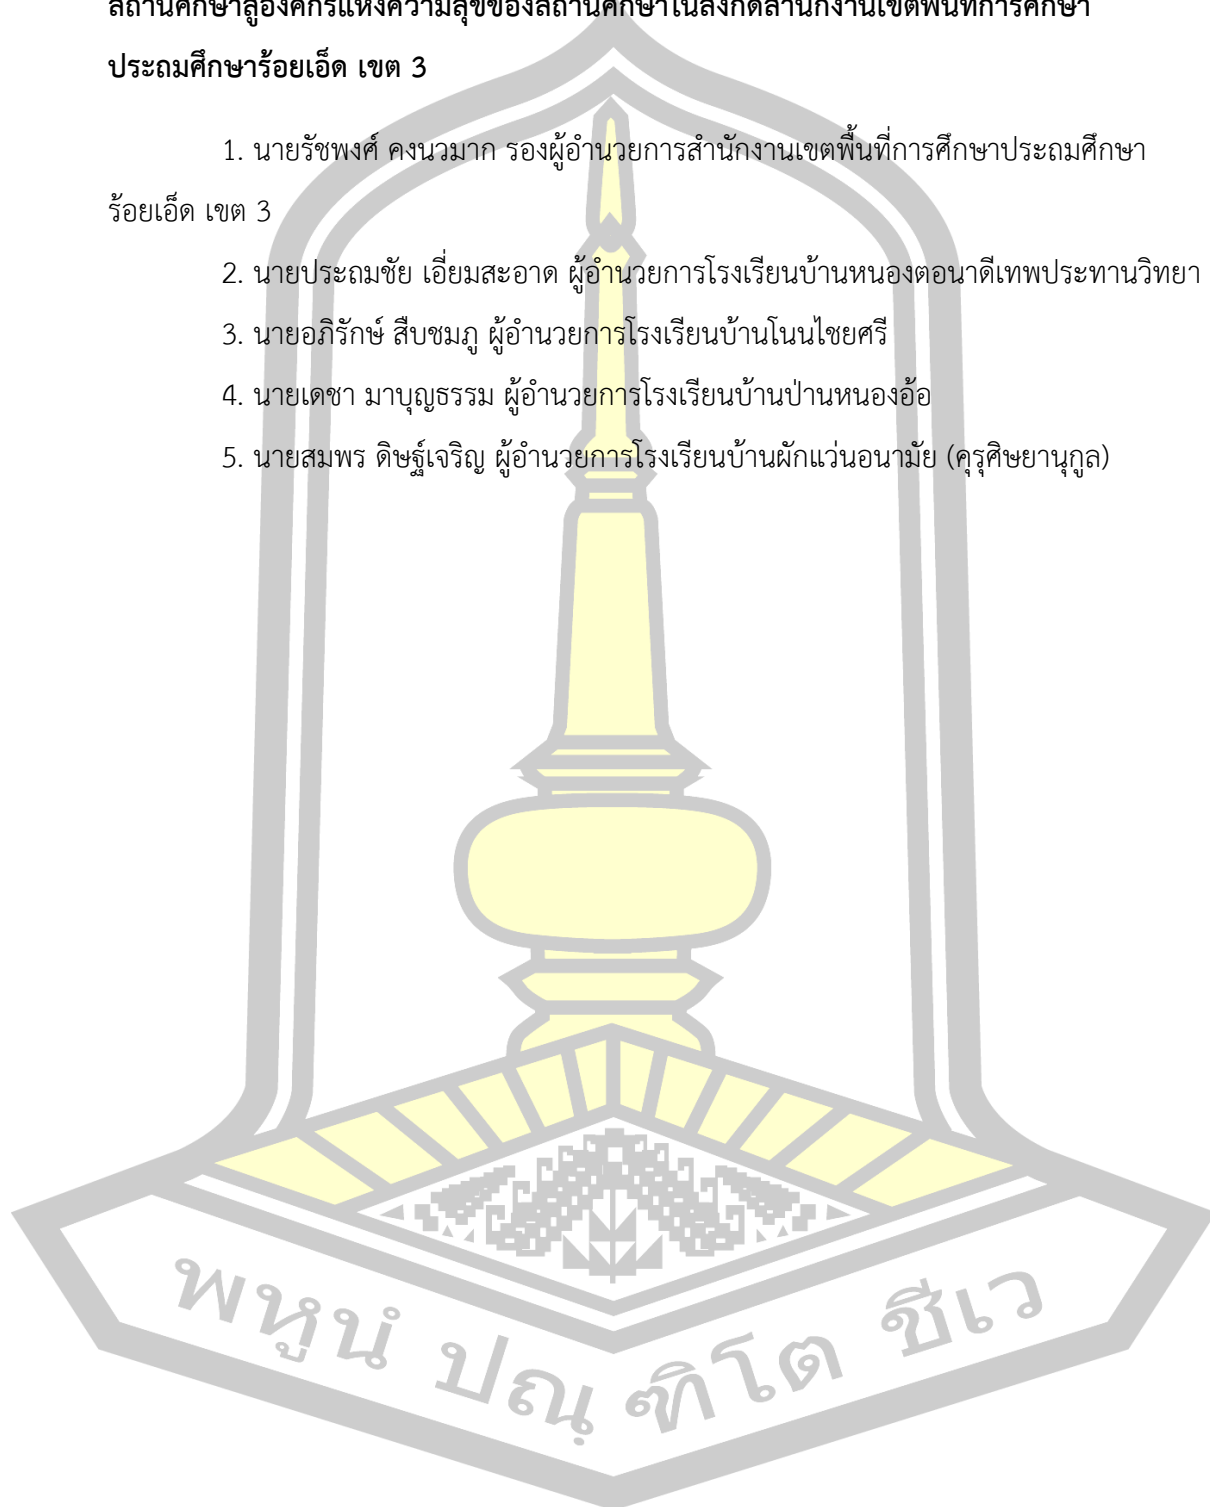 สถานศึกษาสู่องค์กรแห่งความสุขของสถานศึกษาในสังกัดสำนักงานเขตพื้นที่การศึกษา
ประถมศึกษาร้อยเอ็ด เขต 3
1. นายรัชพงศ์ คงนวมาก รองผู้อำนวยการสำนักงานเขตพื้นที่การศึกษาประถมศึกษา
ร้อยเอ็ด เขต 3
2. นายประถมชัย เอี่ยมสะอาด ผู้อำนวยการโรงเรียนบ้านหนองตอนาดีเทพประทานวิทยา
3. นายอภิรักษ์ สืบชมภู ผู้อำนวยการโรงเรียนบ้านโนนไชยศรี
4. นายเดชา มาบุญธรรม ผู้อำนวยการโรงเรียนบ้านป่านหนองอ้อ
5. นายสมพร ดิษฐ์เจริญ ผู้อำนวยการโรงเรียนบ้านผักแว่นอนามัย (คุรุศิษยานุกูล)
พหูนํ ปณฺฑิโต ชีเว